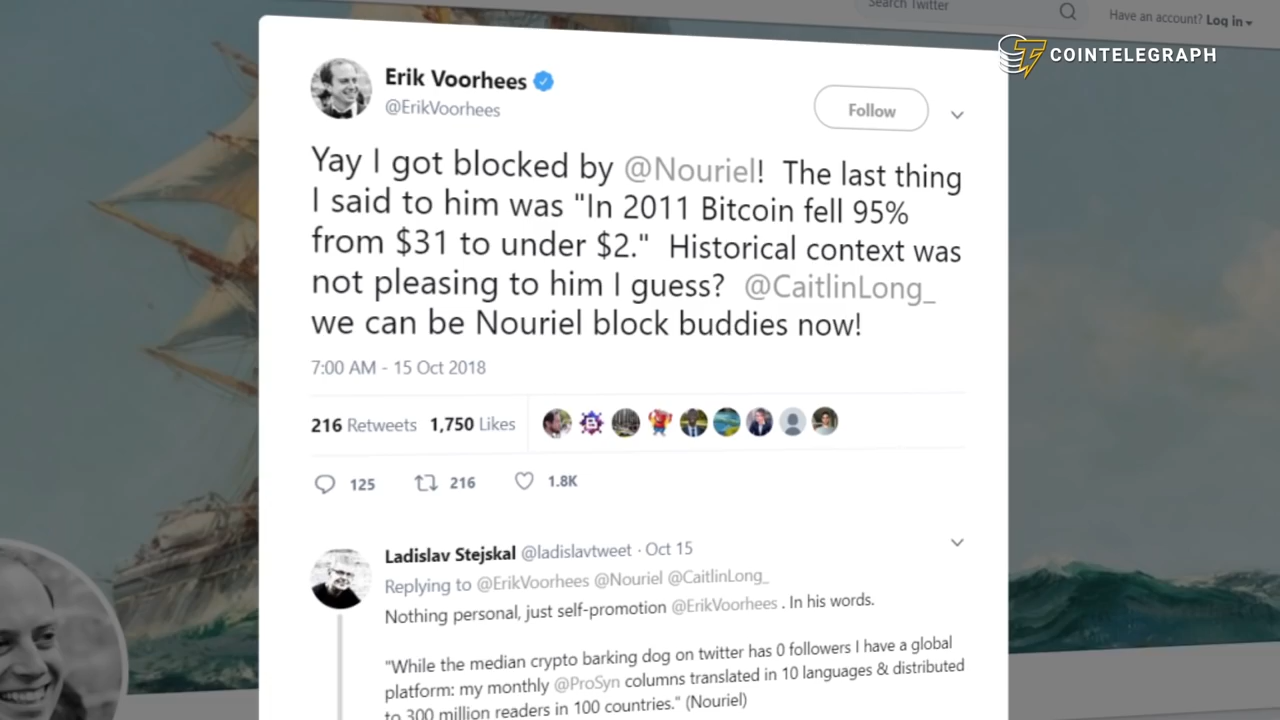 Search Twitter
Have an account? Log in
COINTELEGRAPH
Erik Voorhees
@ErikVoorhees
Follow
Yay I got blocked by @Nouriel! The last thing
I said to him was "In 2011 Bitcoin fell 95%
from $31 to under $2." Historical context was
not pleasing to him I guess? @CaitlinLong_
we can be Nouriel block buddies now!
7:00 AM - 15 Oct 2018
216 Retweets 1,750 Likes
125 216 1.8K
Ladislav Stejskal @ladislavtweet · Oct 15
Replying to @ErikVoorhees @Nouriel @CaitlinLong_
Nothing personal, just self-promotion @ErikVoorhees . In his words.
"While the median crypto barking dog on twitter has 0 followers I have a global
platform: my monthly @ProSyn columns translated in 10 languages & distributed
to 300 million readers in 100 countries." (Nouriel)